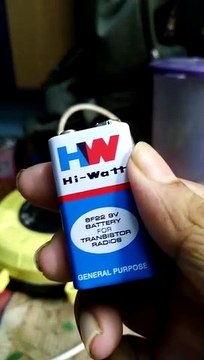 HW
Hi-Watt
6F22 9V
BATTERY
FOR
TRANSISTOR
RADIOS
GENERAL PURPOSE